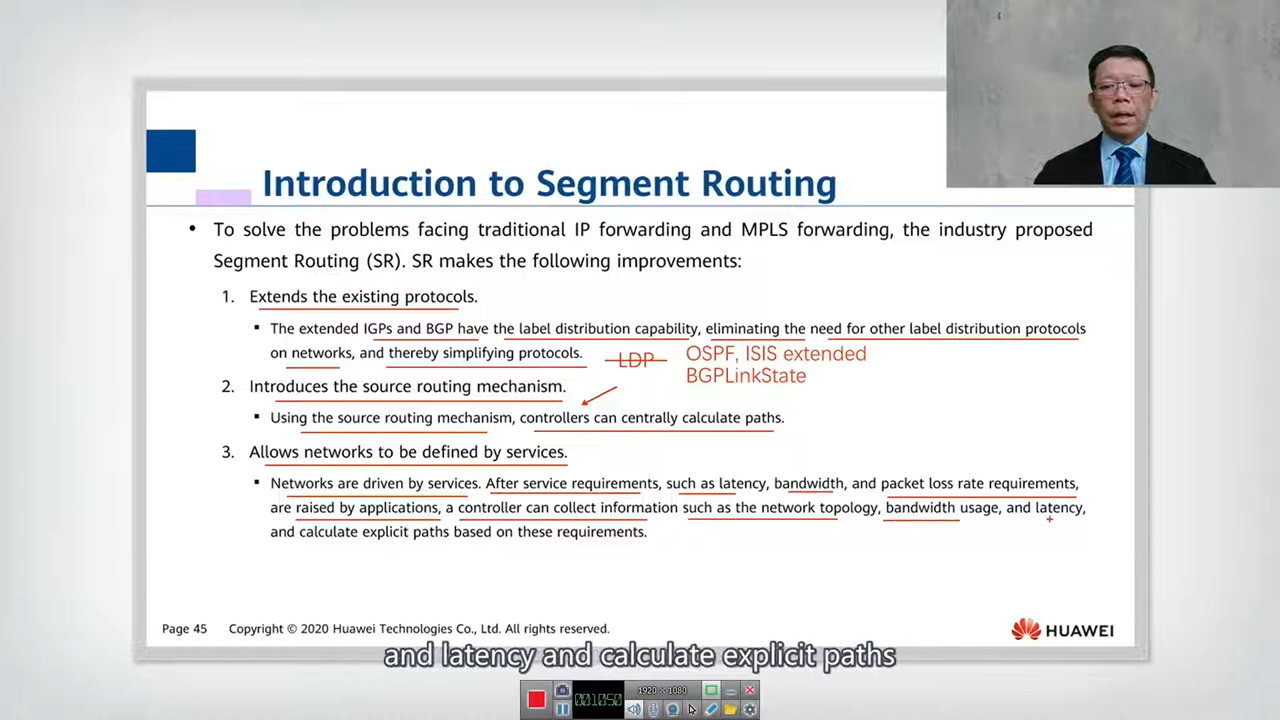 Introduction to Segment Routing
• To solve the problems facing traditional IP forwarding and MPLS forwarding, the industry proposed
Segment Routing (SR). SR makes the following improvements:
1. Extends the existing protocols.
▪ The extended IGPs and BGP have the label distribution capability, eliminating the need for other label distribution protocols
on networks, and thereby simplifying protocols.
LDP
OSPF, ISIS extended
BGPLinkState
2. Introduces the source routing mechanism.
▪ Using the source routing mechanism, controllers can centrally calculate paths.
3. Allows networks to be defined by services.
▪ Networks are driven by services. After service requirements, such as latency, bandwidth, and packet loss rate requirements,
are raised by applications, a controller can collect information such as the network topology, bandwidth usage, and latency,
and calculate explicit paths based on these requirements.
Page 45 Copyright © 2020 Huawei Technologies Co., Ltd. All rights reserved.
HUAWEI
and latency and calculate explicit paths
1920 × 1080
001050